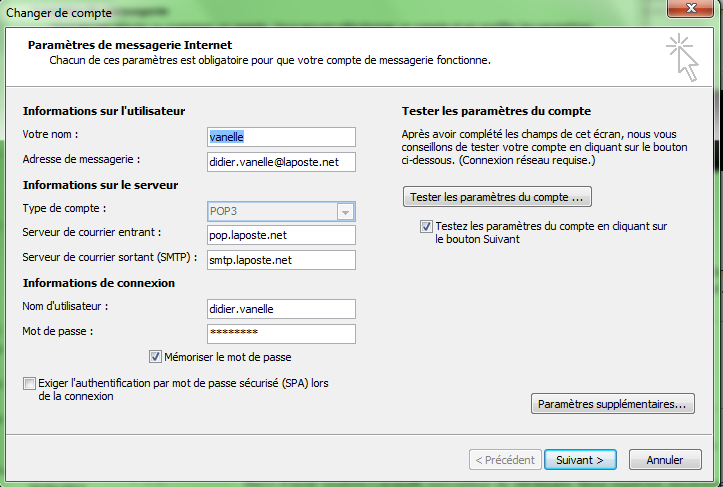 Changer de compte
Paramètres de messagerie Internet
Chacun de ces paramètres est obligatoire pour que votre compte de messagerie fonctionne.
Informations sur l'utilisateur
Votre nom :
vanelle
Adresse de messagerie :
didier.vanelle@laposte.net
Informations sur le serveur
Type de compte :
POP3
Serveur de courrier entrant :
pop.laposte.net
Serveur de courrier sortant (SMTP) :
smtp.laposte.net
Informations de connexion
Nom d'utilisateur :
didier.vanelle
Mot de passe :
********
Mémoriser le mot de passe
Exiger l'authentification par mot de passe sécurisé (SPA) lors
de la connexion
Tester les paramètres du compte
Après avoir complété les champs de cet écran, nous vous
conseillons de tester votre compte en cliquant sur le bouton
ci-dessous. (Connexion réseau requise.)
Tester les paramètres du compte ...
Testez les paramètres du compte en cliquant sur
le bouton Suivant
Paramètres supplémentaires...
< Précédent
Suivant >
Annuler